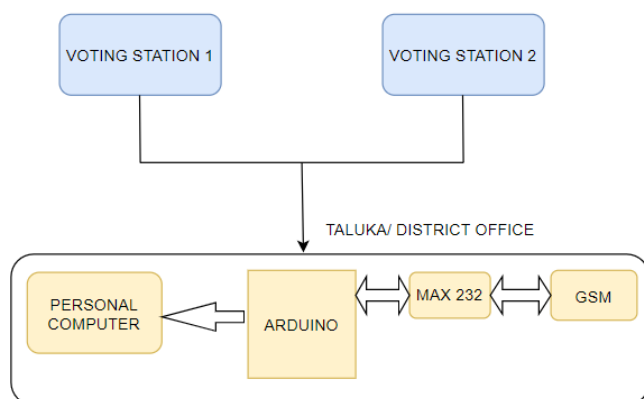 VOTING STATION 1
VOTING STATION 2
TALUKA/ DISTRICT OFFICE
PERSONAL
COMPUTER
ARDUINO
MAX 232
GSM